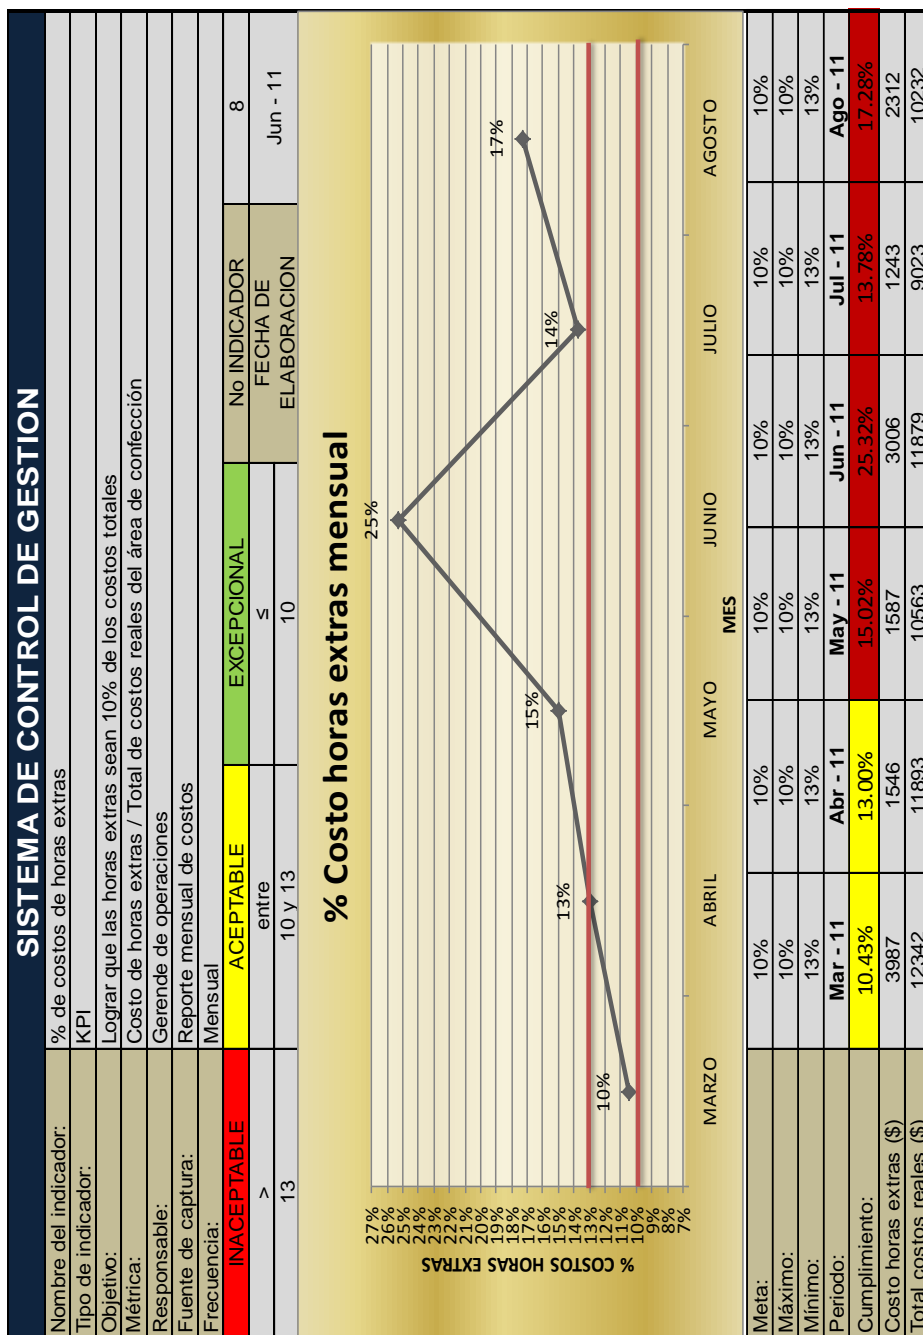 SISTEMA DE CONTROL DE GESTION
Nombre del indicador: % de costos de horas extras
Tipo de indicador: KPI
Objetivo: Lograr que las horas extras sean 10% de los costos totales
Métrica: Costo de horas extras / Total de costos reales del área de confección
Responsable: Gerende de operaciones
Fuente de captura: Reporte mensual de costos
Frecuencia: Mensual
INACEPTABLE ACEPTABLE EXCEPCIONAL No INDICADOR 8
> entre ≤ FECHA DE Jun - 11
13 10 y 13 10 ELABORACION
% Costo horas extras mensual
27%
26%
25%
24%
23%
22%
21%
20%
19%
18%
17%
16%
15%
14%
13%
12%
11%
10%
9%
8%
7%
% COSTOS HORAS EXTRAS
10% 13% 15% 25% 14% 17%
MARZO ABRIL MAYO JUNIO JULIO AGOSTO
MES
Meta: 10% 10% 10% 10% 10% 10%
Máximo: 10% 10% 10% 10% 10% 10%
Mínimo: 13% 13% 13% 13% 13% 13%
Periodo: Mar - 11 Abr - 11 May - 11 Jun - 11 Jul - 11 Ago - 11
Cumplimiento: 10.43% 13.00% 15.02% 25.32% 13.78% 17.28%
Costo horas extras ($) 3987 1546 1587 3006 1243 2312
Total costos reales ($) 12342 11893 10563 11879 9023 10232